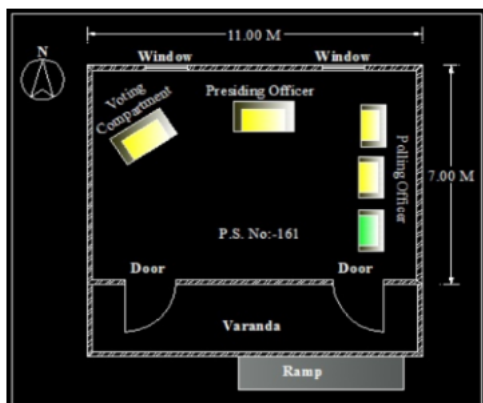 11.00 M
N
Window
Window
Voting
Compartment
Presiding Officer
Polling Officer
7.00 M
P.S. No:-161
Door
Door
Varanda
Ramp